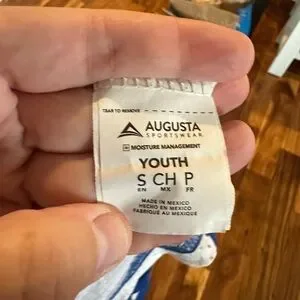 TEAR TO REMOVE
AUGUSTA
SPORTSWEAR
MOISTURE MANAGEMENT
YOUTH
S CH P
EN MX FR
MADE IN MEXICO
HECHO EN MEXICO
FABRIQUÉ AU MEXIQUE